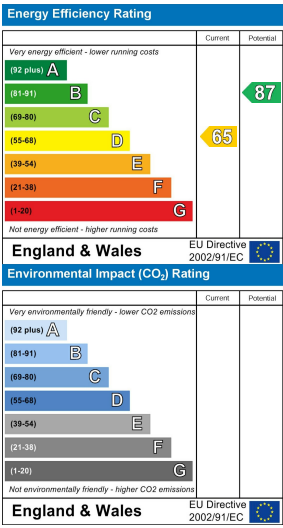 Energy Efficiency Rating
Current Potential
Very energy efficient - lower running costs
(92 plus) A
(81-91) B
87
(69-80) C
(55-68) D
65
(39-54) E
(21-38) F
(1-20) G
Not energy efficient - higher running costs
England & Wales
EU Directive
2002/91/EC
Environmental Impact (CO₂) Rating
Current Potential
Very environmentally friendly - lower CO2 emissions
(92 plus) A
(81-91) B
(69-80) C
(55-68) D
(39-54) E
(21-38) F
(1-20) G
Not environmentally friendly - higher CO2 emissions
England & Wales
EU Directive
2002/91/EC